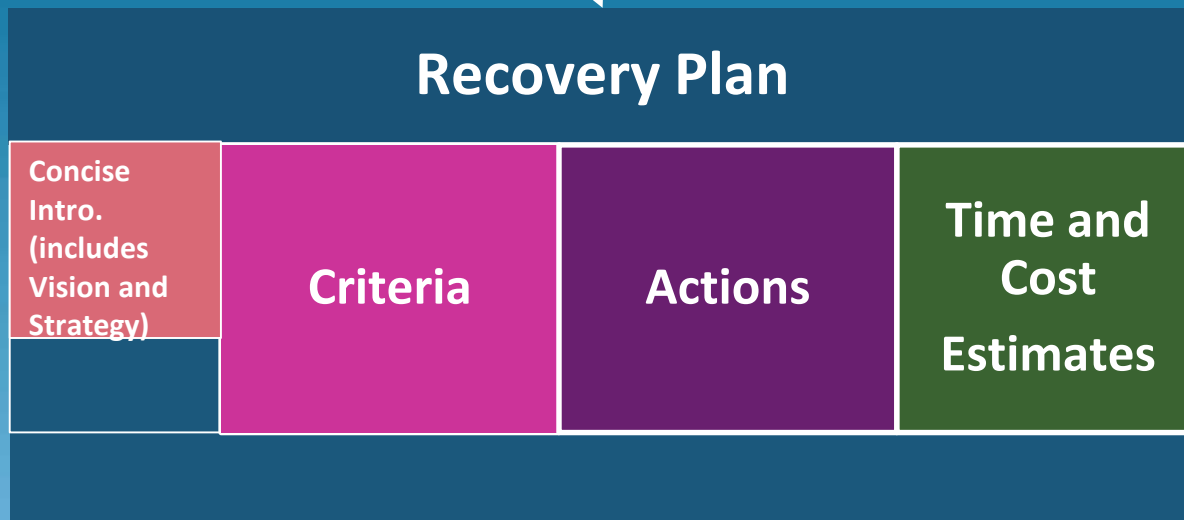 Recovery Plan
Concise
Intro.
(includes
Vision and
Strategy)
Criteria
Actions
Time and
Cost
Estimates